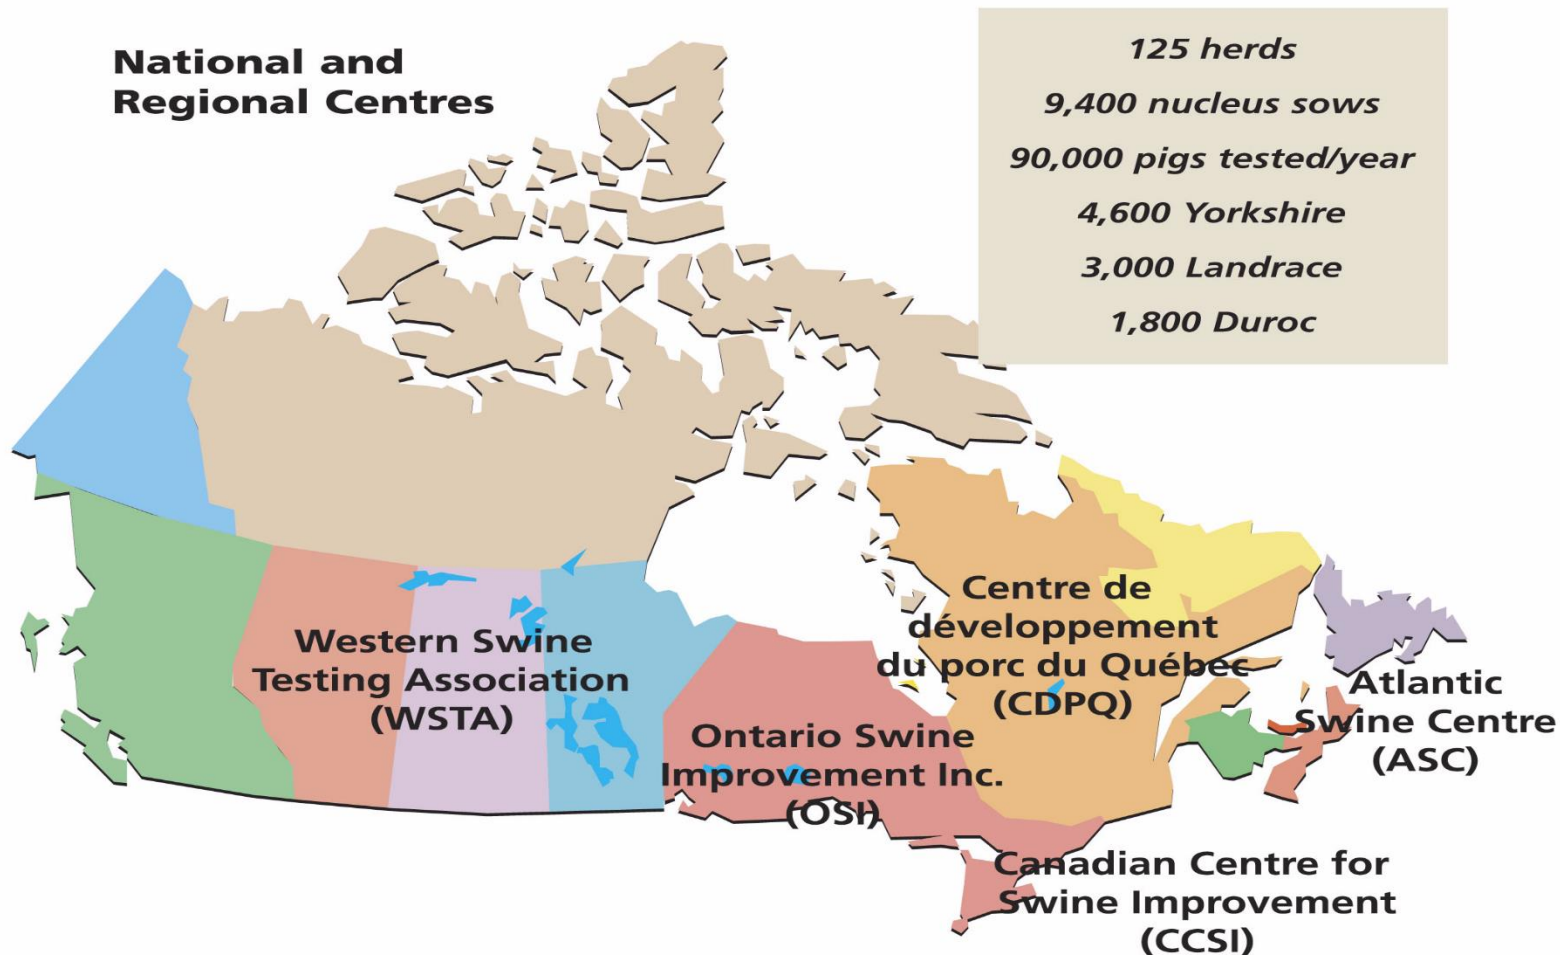 National and
Regional Centres
125 herds
9,400 nucleus sows
90,000 pigs tested/year
4,600 Yorkshire
3,000 Landrace
1,800 Duroc
Western Swine
Testing Association
(WSTA)
Ontario Swine
Improvement Inc.
(OSI)
Centre de
développement
du porc du Québec
(CDPQ)
Atlantic
Swine Centre
(ASC)
Canadian Centre for
Swine Improvement
(CCSI)